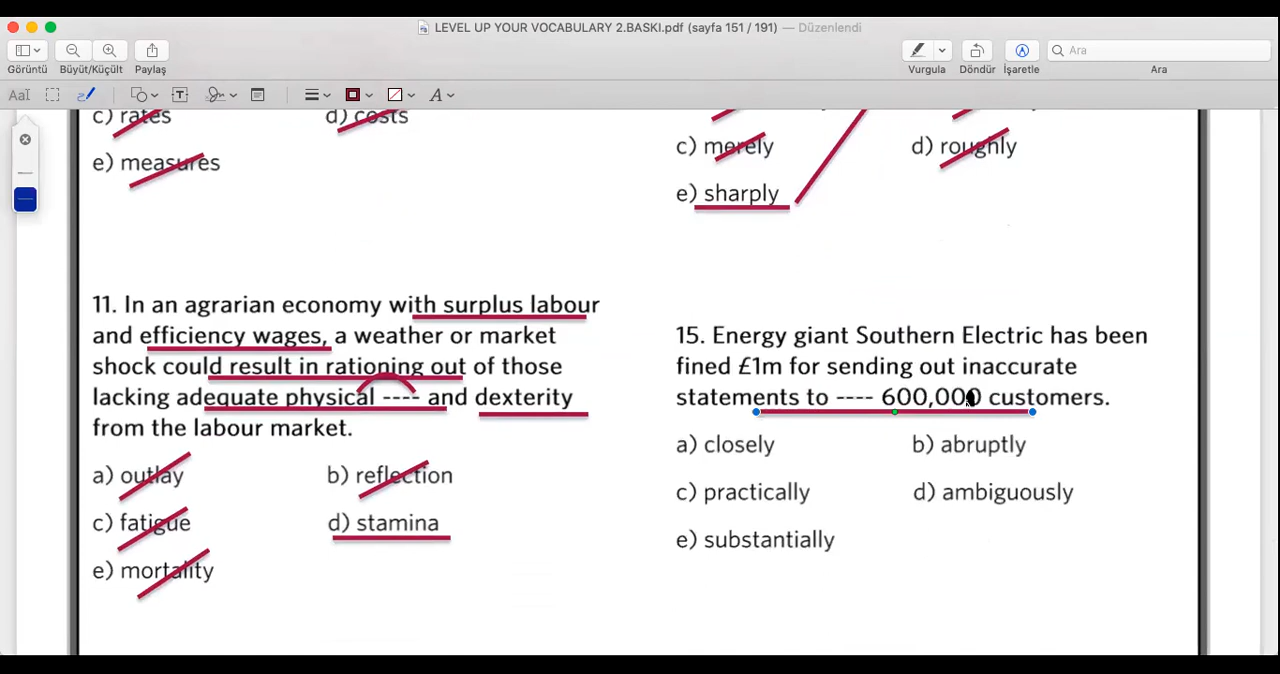 LEVEL UP YOUR VOCABULARY 2.BASKI.pdf (sayfa 151 / 191) — Düzenlendi
Ara
Görüntü Büyüt/Küçült Paylaş Vurgula Döndür İşaretle Ara
AaI T A
c) rates d) costs
e) measures
c) merely d) roughly
e) sharply
11. In an agrarian economy with surplus labour
and efficiency wages, a weather or market
shock could result in rationing out of those
lacking adequate physical ---- and dexterity
from the labour market.
a) outlay b) reflection
c) fatigue d) stamina
e) mortality
15. Energy giant Southern Electric has been
fined £1m for sending out inaccurate
statements to ---- 600,000 customers.
a) closely b) abruptly
c) practically d) ambiguously
e) substantially